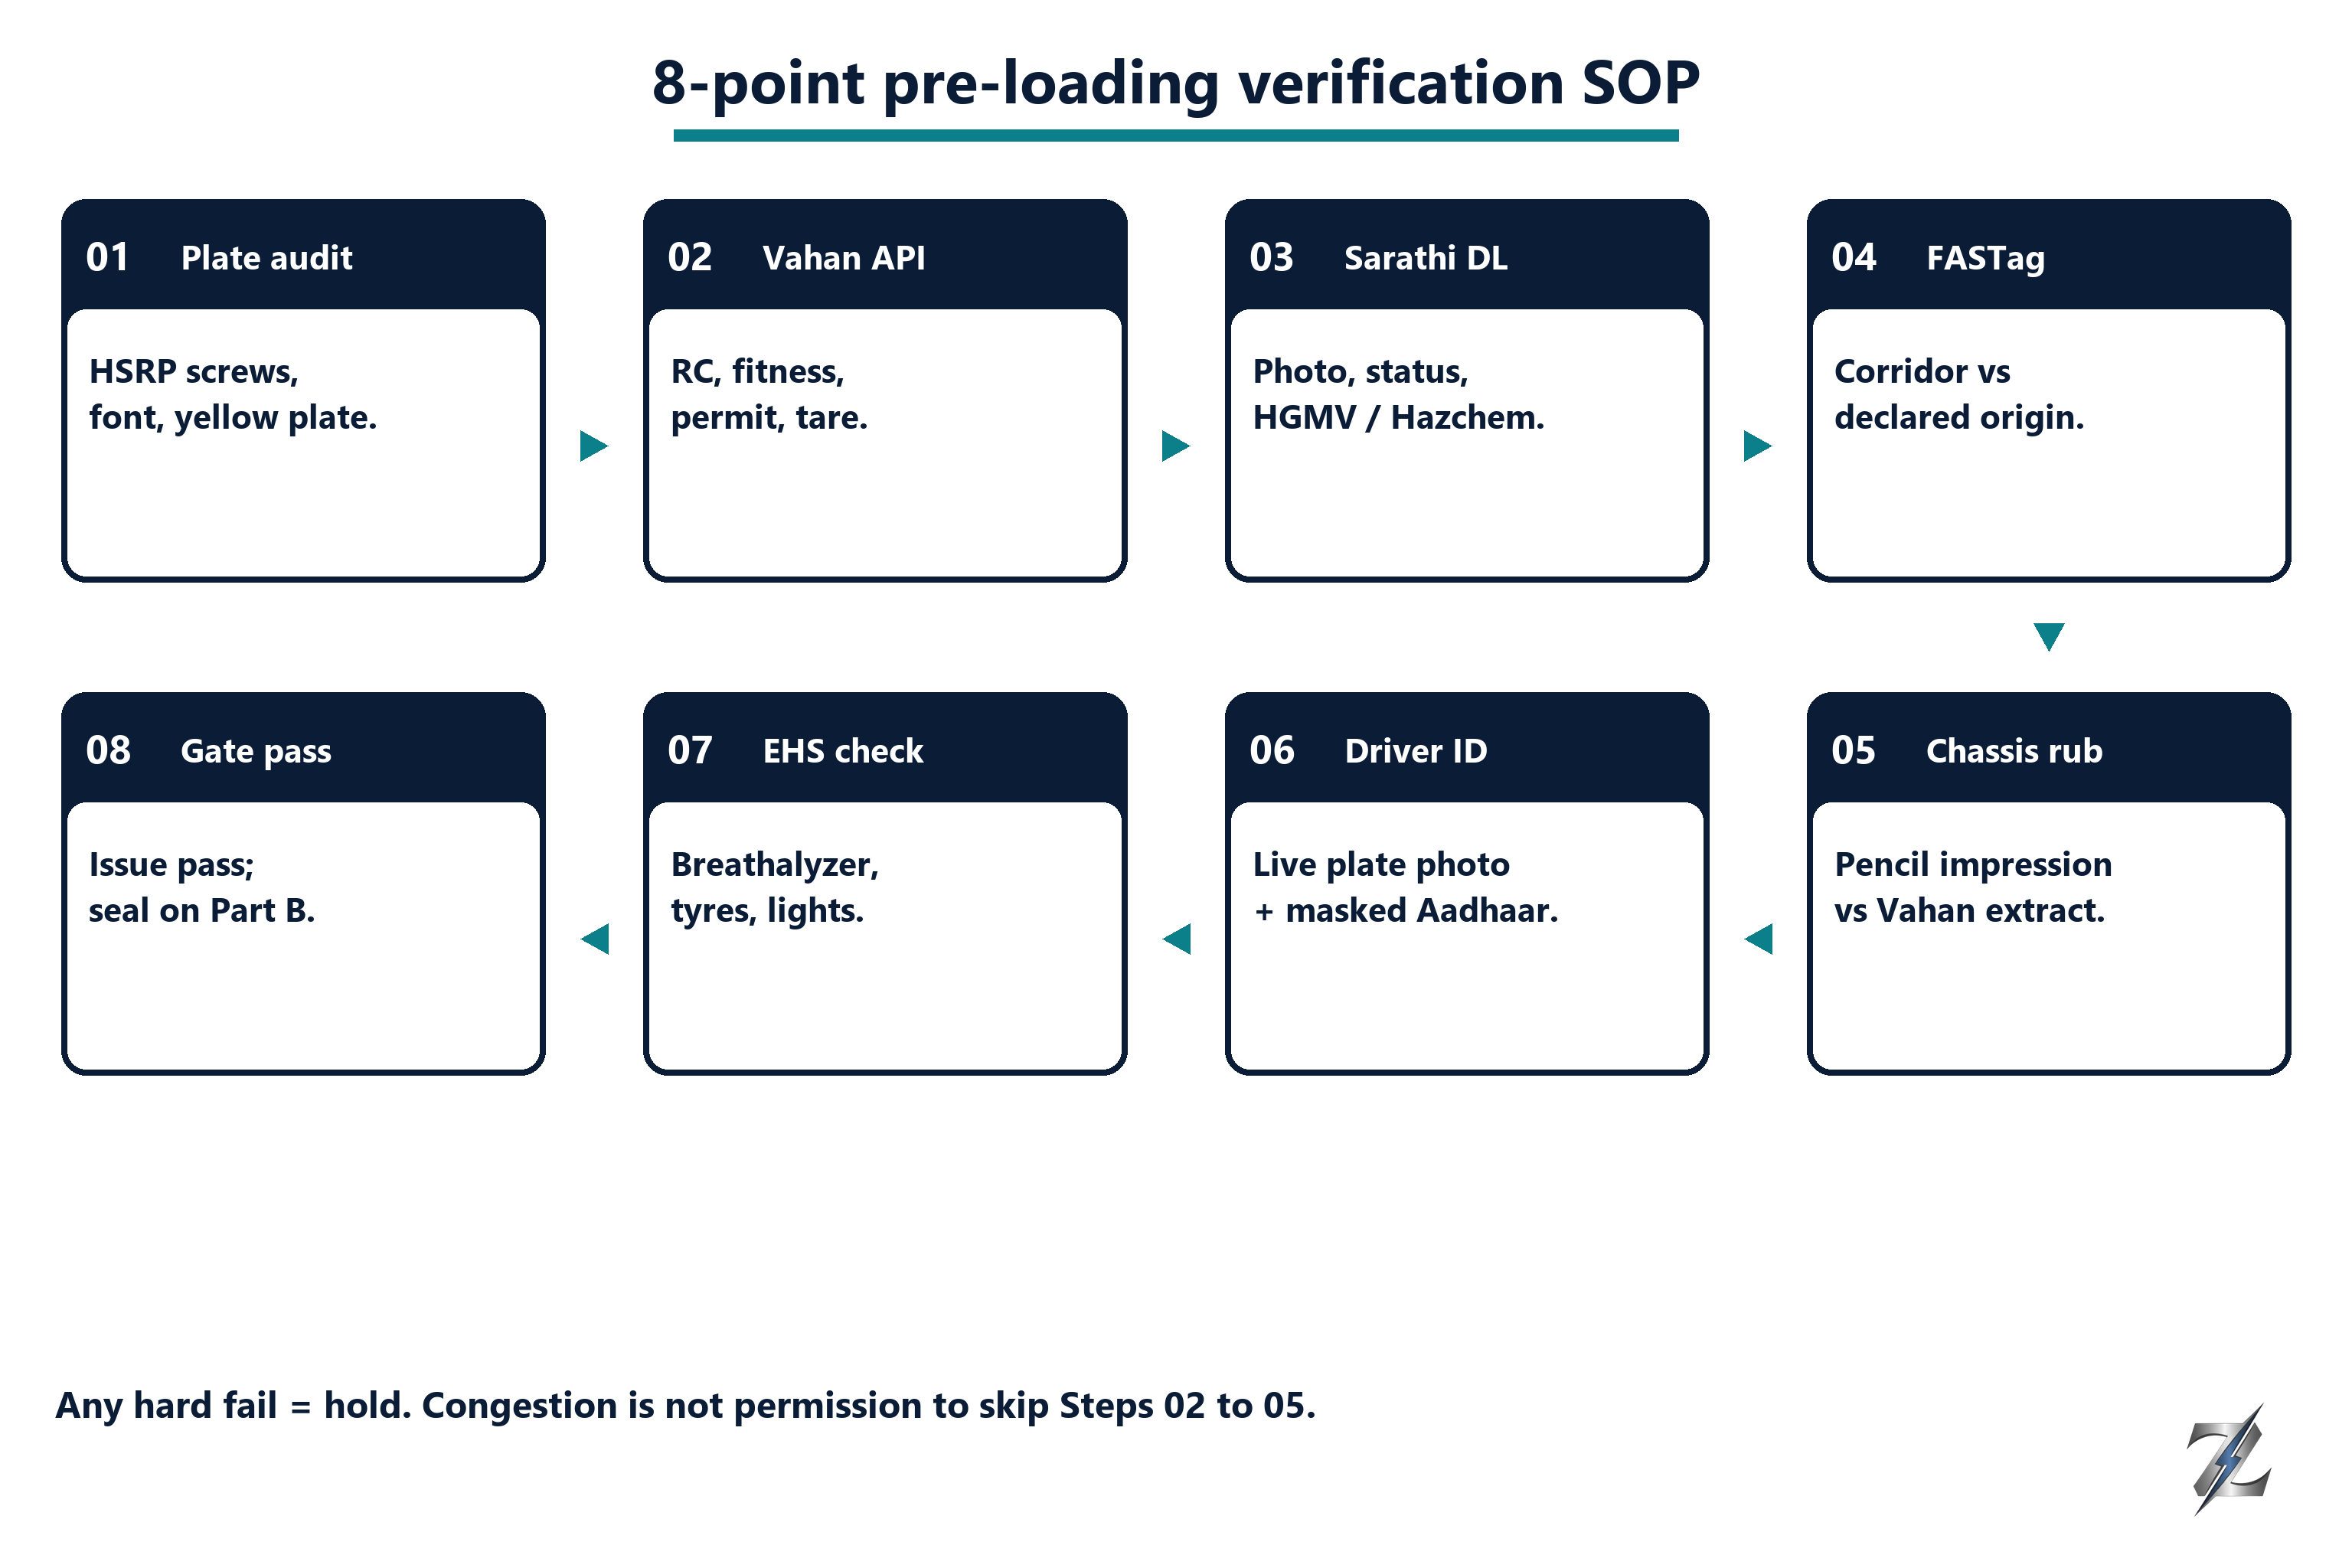 8-point pre-loading verification SOP
01 Plate audit
HSRP screws,
font, yellow plate.
02 Vahan API
RC, fitness,
permit, tare.
03 Sarathi DL
Photo, status,
HGMV / Hazchem.
04 FASTag
Corridor vs
declared origin.
05 Chassis rub
Pencil impression
vs Vahan extract.
06 Driver ID
Live plate photo
+ masked Aadhaar.
07 EHS check
Breathalyzer,
tyres, lights.
08 Gate pass
Issue pass;
seal on Part B.
Any hard fail = hold. Congestion is not permission to skip Steps 02 to 05.
Z